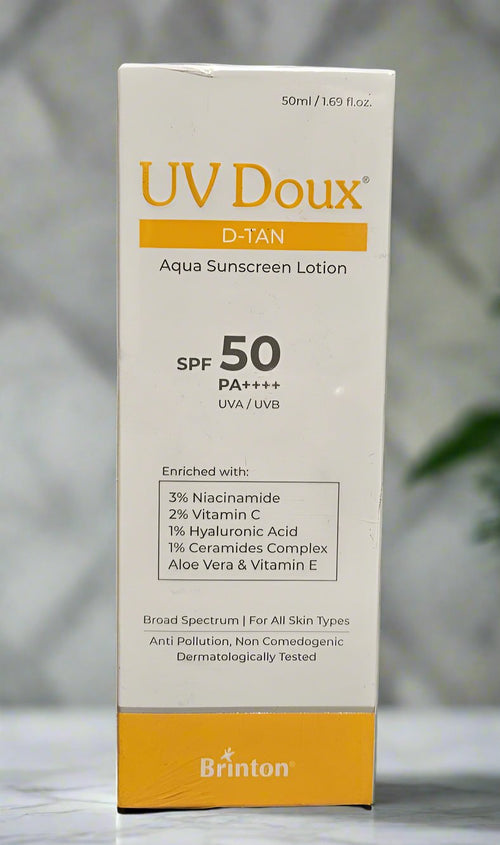 50ml / 1.69 fl.oz.
UV Doux®
D-TAN
Aqua Sunscreen Lotion
SPF 50
PA++++
UVA / UVB
Enriched with:
3% Niacinamide
2% Vitamin C
1% Hyaluronic Acid
1% Ceramides Complex
Aloe Vera & Vitamin E
Broad Spectrum | For All Skin Types
Anti Pollution, Non Comedogenic
Dermatologically Tested
Brinton®